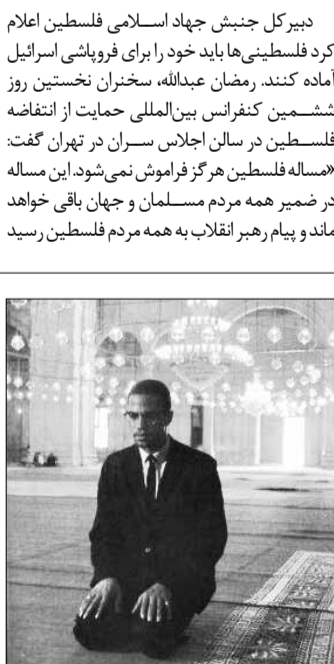 دبیرکل جنبش جهاد اسلامی فلسطین اعلام
کرد فلسطینی‌ها باید خود را برای فروپاشی اسرائیل
آماده کنند. رمضان عبدالله، سخنران نخستین روز
ششمین کنفرانس بین‌المللی حمایت از انتفاضه
فلسطین در سالن اجلاس سران در تهران گفت:
«مساله فلسطین هرگز فراموش نمی‌شود. این مساله
در ضمیر همه مردم مسلمان و جهان باقی خواهد
ماند و پیام رهبر انقلاب به همه مردم فلسطین رسید